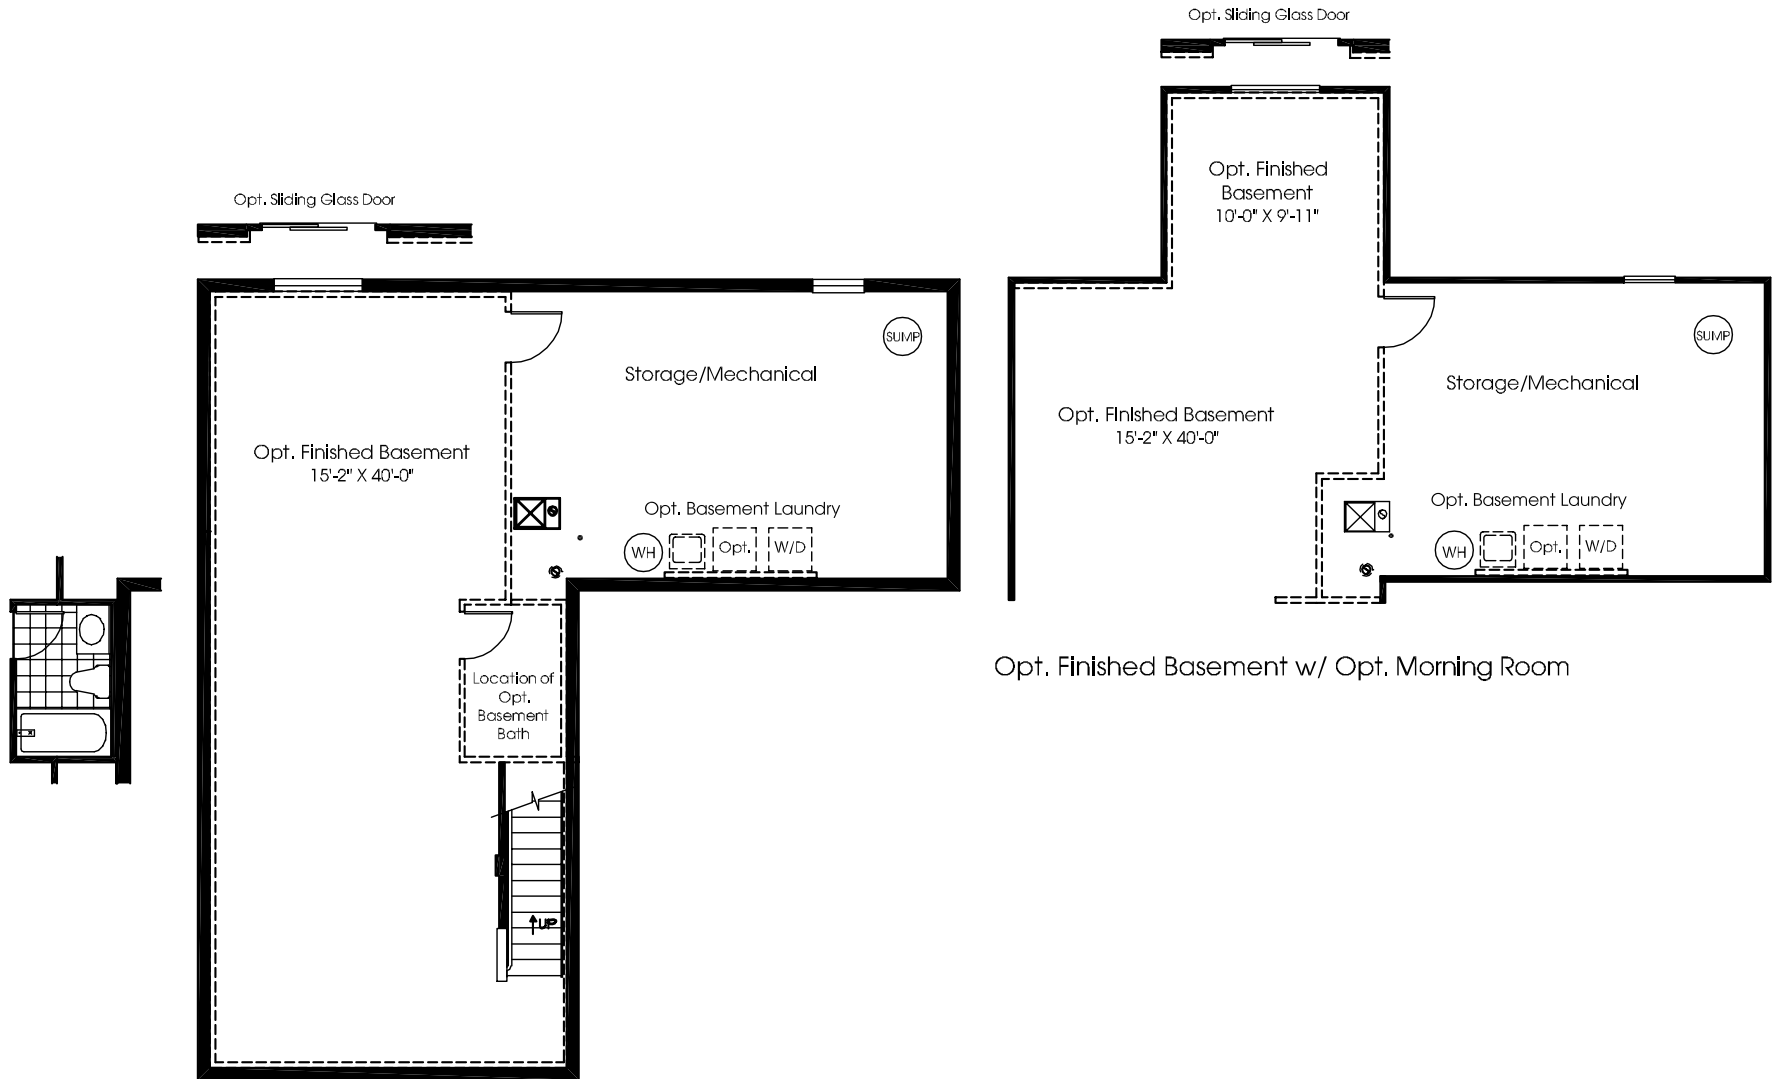 Opt. Sliding Glass Door
SUMP
Storage/Mechanical
Opt. Finished Basement
15'-2" X 40'-0"
Opt. Basement Laundry
WH
Opt.
W/D
Location of
Opt.
Basement
Bath
UP
Opt. Sliding Glass Door
Opt. Finished
Basement
10'-0" X 9'-11"
SUMP
Storage/Mechanical
Opt. Finished Basement
15'-2" X 40'-0"
Opt. Basement Laundry
WH
Opt.
W/D
Opt. Finished Basement w/ Opt. Morning Room